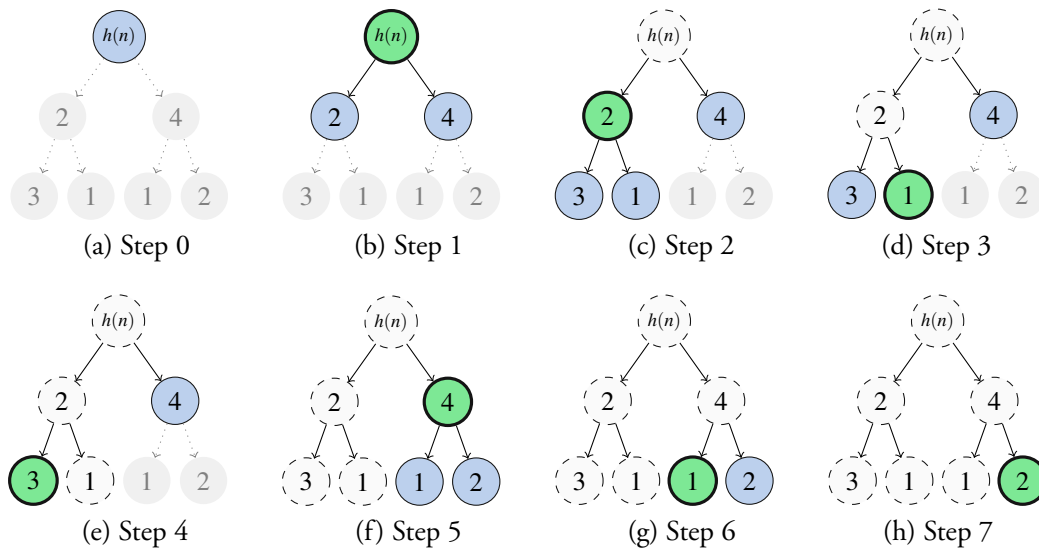 h(n) h(n) h(n) h(n)
2 4 2 4 2 4 2 4
3 1 1 2 3 1 1 2 3 1 1 2 3 1 1 2
(a) Step 0 (b) Step 1 (c) Step 2 (d) Step 3
h(n) h(n) h(n) h(n)
2 4 2 4 2 4 2 4
3 1 1 2 3 1 1 2 3 1 1 2 3 1 1 2
(e) Step 4 (f) Step 5 (g) Step 6 (h) Step 7